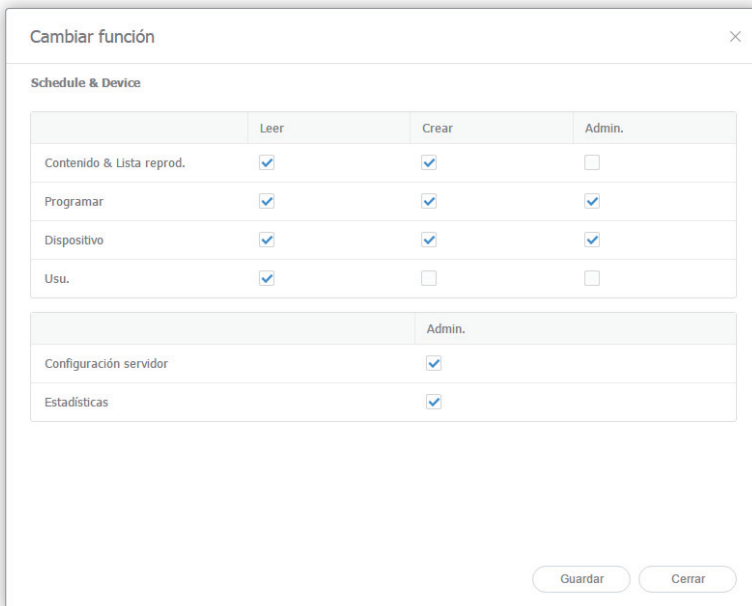 Cambiar función
Schedule & Device
Leer Crear Admin.
Contenido & Lista reprod.
Programar
Dispositivo
Usu.
Admin.
Configuración servidor
Estadísticas
Guardar Cerrar